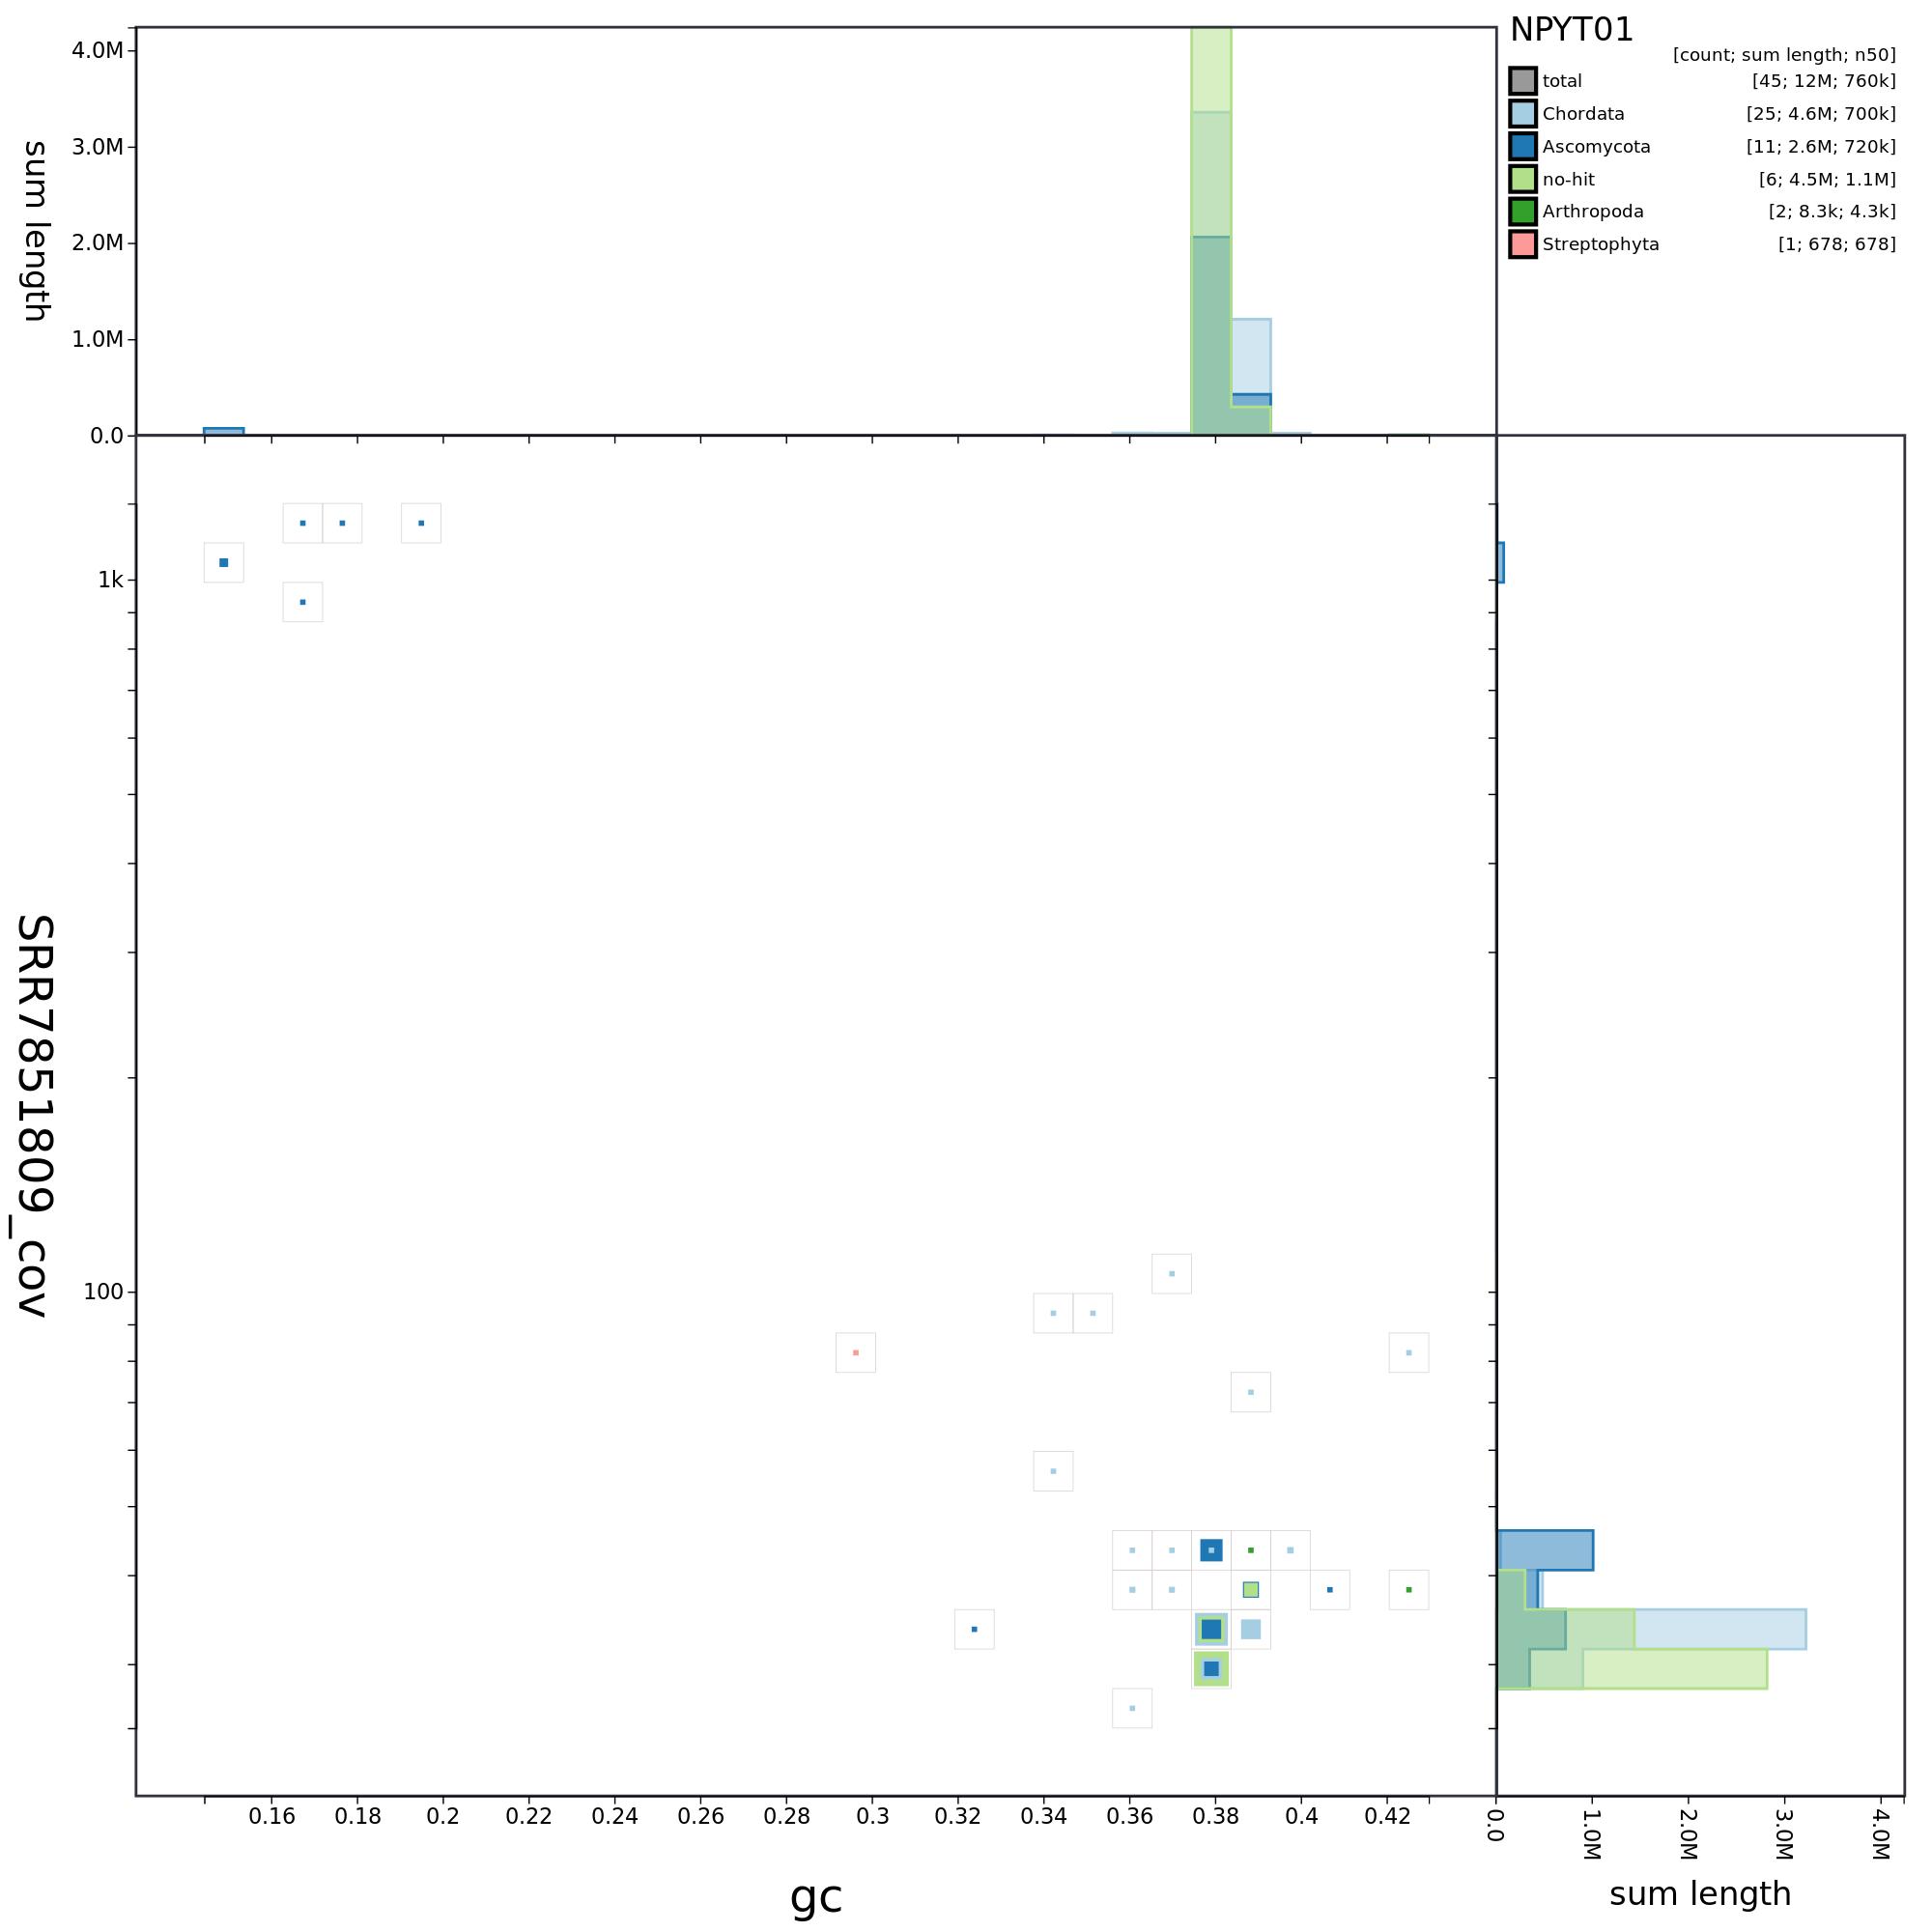 NPYT01
[count; sum length; n50]
total [45; 12M; 760k]
Chordata [25; 4.6M; 700k]
Ascomycota [11; 2.6M; 720k]
no-hit [6; 4.5M; 1.1M]
Arthropoda [2; 8.3k; 4.3k]
Streptophyta [1; 678; 678]
sum length
4.0M
3.0M
2.0M
1.0M
0.0
SRR7851809_cov
1k
100
0.16 0.18 0.2 0.22 0.24 0.26 0.28 0.3 0.32 0.34 0.36 0.38 0.4 0.42
gc
0.0 1.0M 2.0M 3.0M 4.0M
sum length